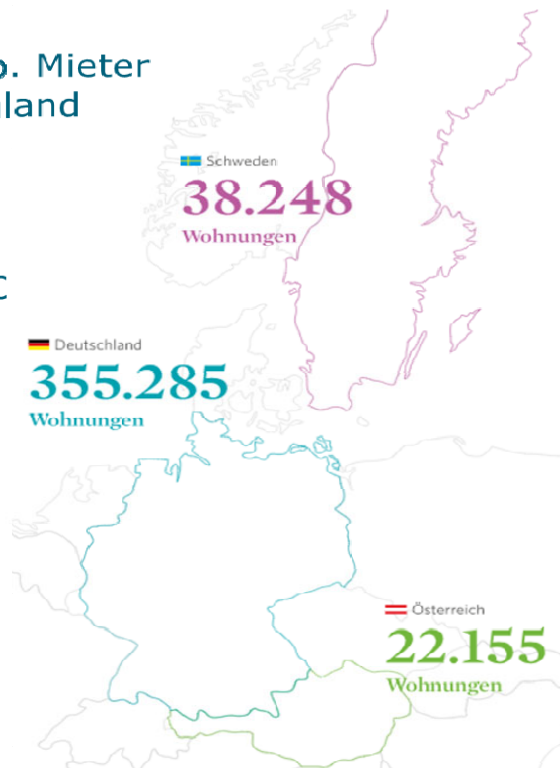 . Mieter
land
Schweden
38.248
Wohnungen
Deutschland
355.285
Wohnungen
Österreich
22.155
Wohnungen